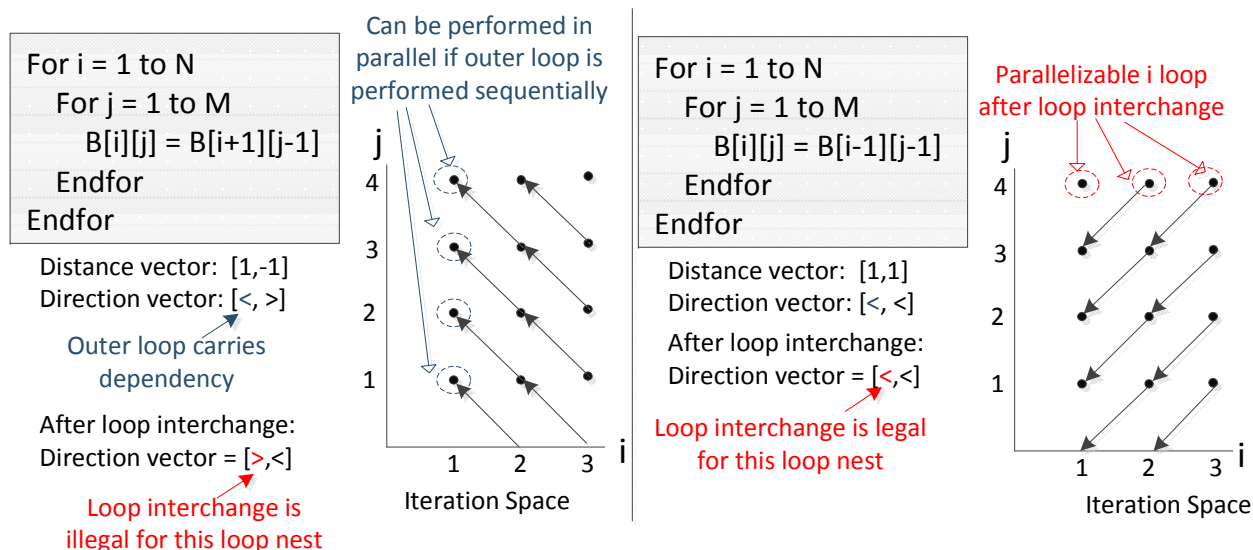 For i = 1 to N
For j = 1 to M
B[i][j] = B[i+1][j-1]
Endfor
Endfor
Distance vector: [1,-1]
Direction vector: [<, >]
Outer loop carries
dependency
After loop interchange:
Direction vector = [>,<]
Loop interchange is
illegal for this loop nest
Can be performed in
parallel if outer loop is
performed sequentially
j
4
3
2
1
1 2 3 i
Iteration Space
For i = 1 to N
For j = 1 to M
B[i][j] = B[i-1][j-1]
Endfor
Endfor
Distance vector: [1,1]
Direction vector: [<, <]
After loop interchange:
Direction vector = [<,<]
Loop interchange is legal
for this loop nest
Parallelizable i loop
after loop interchange
j
4
3
2
1
1 2 3 i
Iteration Space